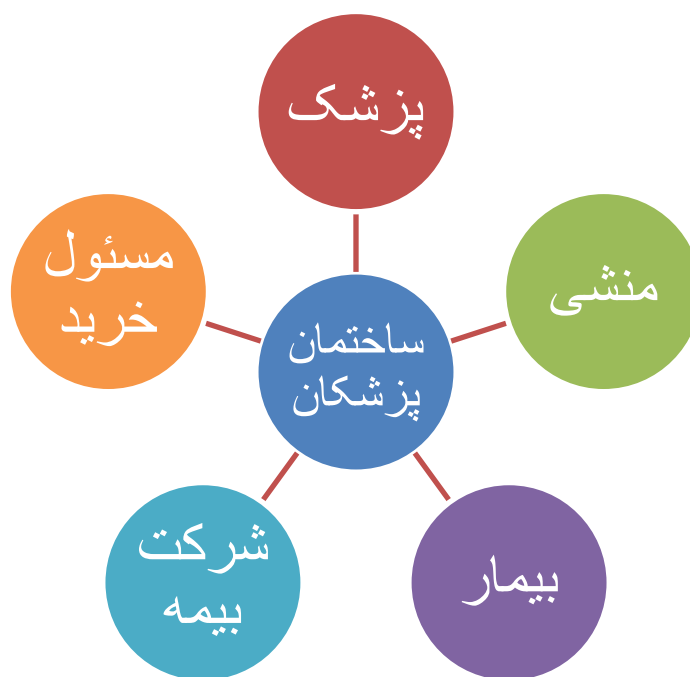 پزشک
منشی
بیمار
شرکت
بیمه
مسئول
خرید
ساختمان
پزشکان